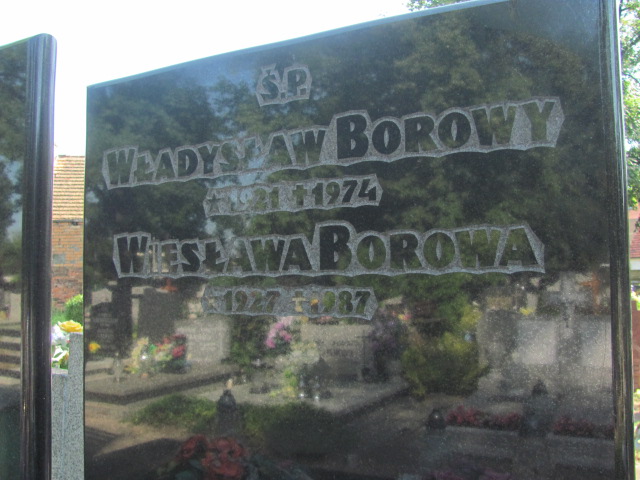 Ś.P.
WŁADYSŁAW BOROWY
* 1921 † 1974
WIESŁAWA BOROWA
* 1927 † 1987